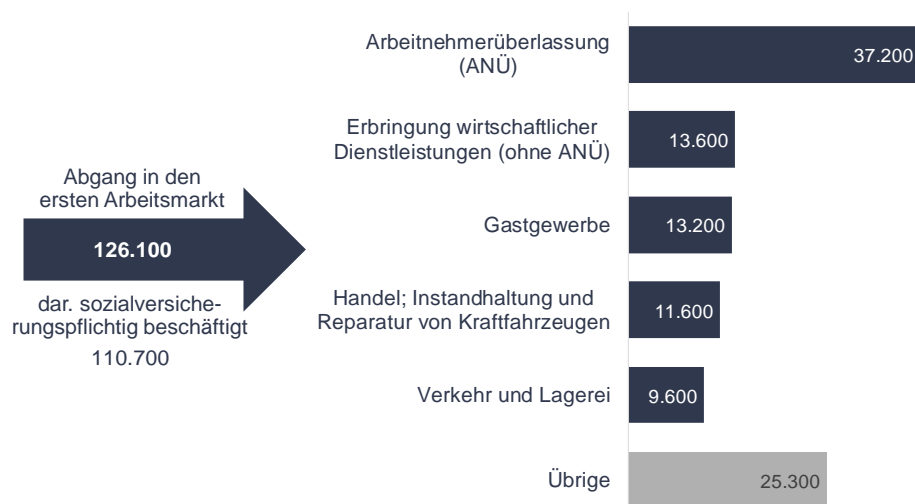 Abgang in den
ersten Arbeitsmarkt
126.100
dar. sozialversiche-
rungspflichtig beschäftigt
110.700
Arbeitnehmerüberlassung
(ANÜ)
37.200
Erbringung wirtschaftlicher
Dienstleistungen (ohne ANÜ)
13.600
Gastgewerbe
13.200
Handel; Instandhaltung und
Reparatur von Kraftfahrzeugen
11.600
Verkehr und Lagerei
9.600
Übrige
25.300